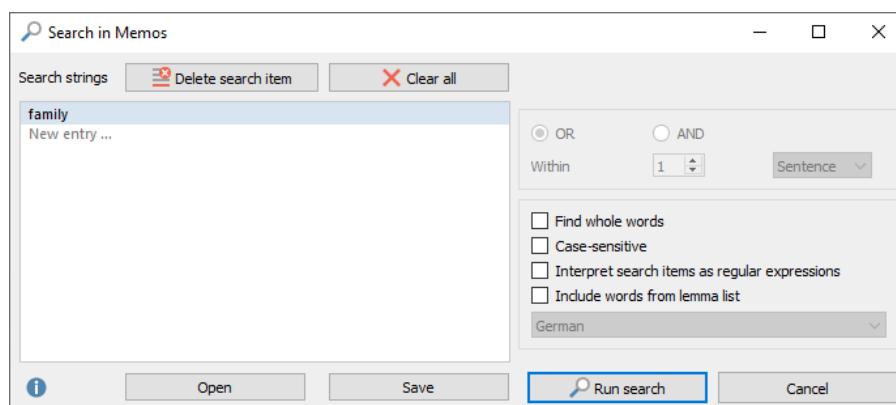 Search in Memos
Search strings
Delete search item
Clear all
family
New entry ...
OR
AND
Within
1
Sentence
Find whole words
Case-sensitive
Interpret search items as regular expressions
Include words from lemma list
German
Open
Save
Run search
Cancel